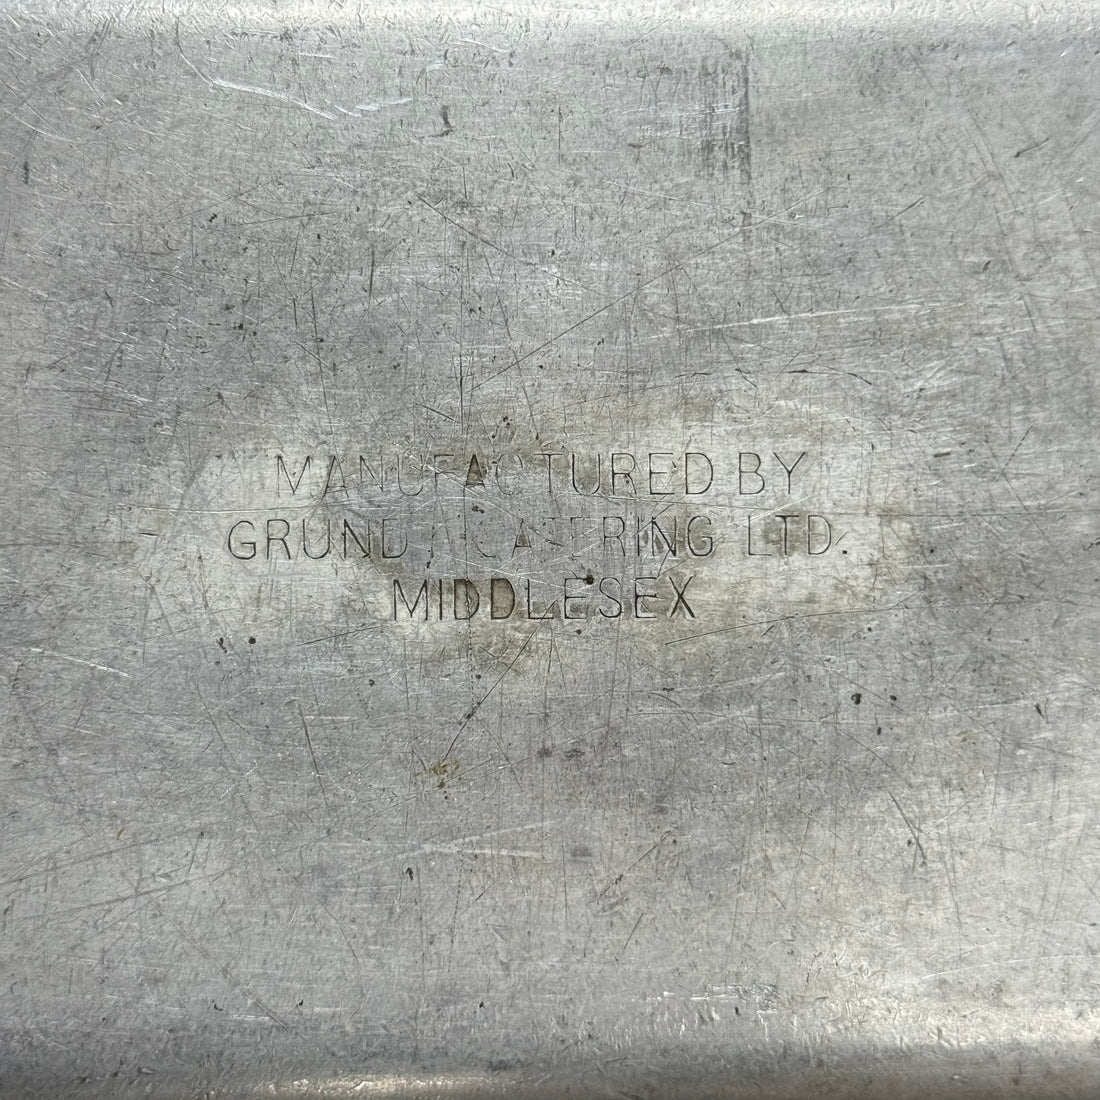 MANUFACTURED BY
GRUNDY CATERING LTD.
MIDDLESEX